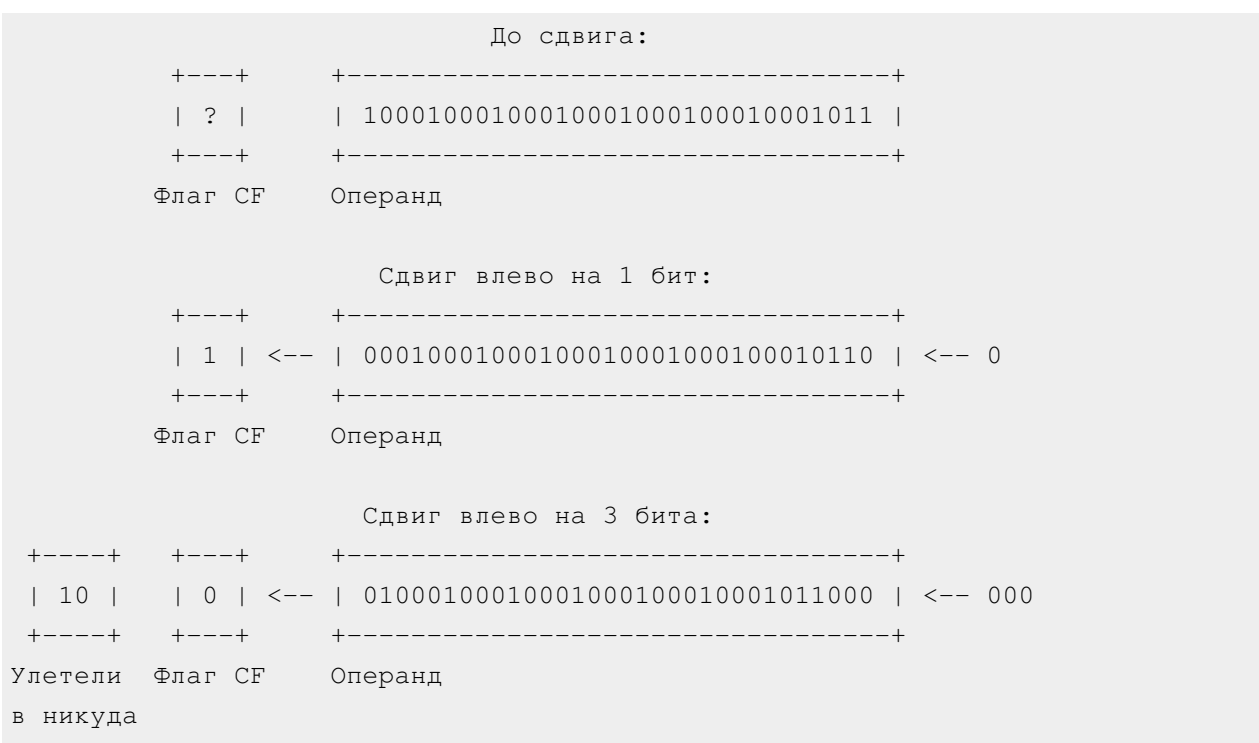 До сдвига:
+---+ +----------------------------------+
| ? | | 10001000100010001000100010001011 |
+---+ +----------------------------------+
Флаг CF Операнд
Сдвиг влево на 1 бит:
+---+ +----------------------------------+
| 1 | <-- | 00010001000100010001000100010110 | <-- 0
+---+ +----------------------------------+
Флаг CF Операнд
Сдвиг влево на 3 бита:
+----+ +---+ +----------------------------------+
| 10 | | 0 | <-- | 01000100010001000100010001011000 | <-- 000
+----+ +---+ +----------------------------------+
Улетели Флаг CF Операнд
в никуда